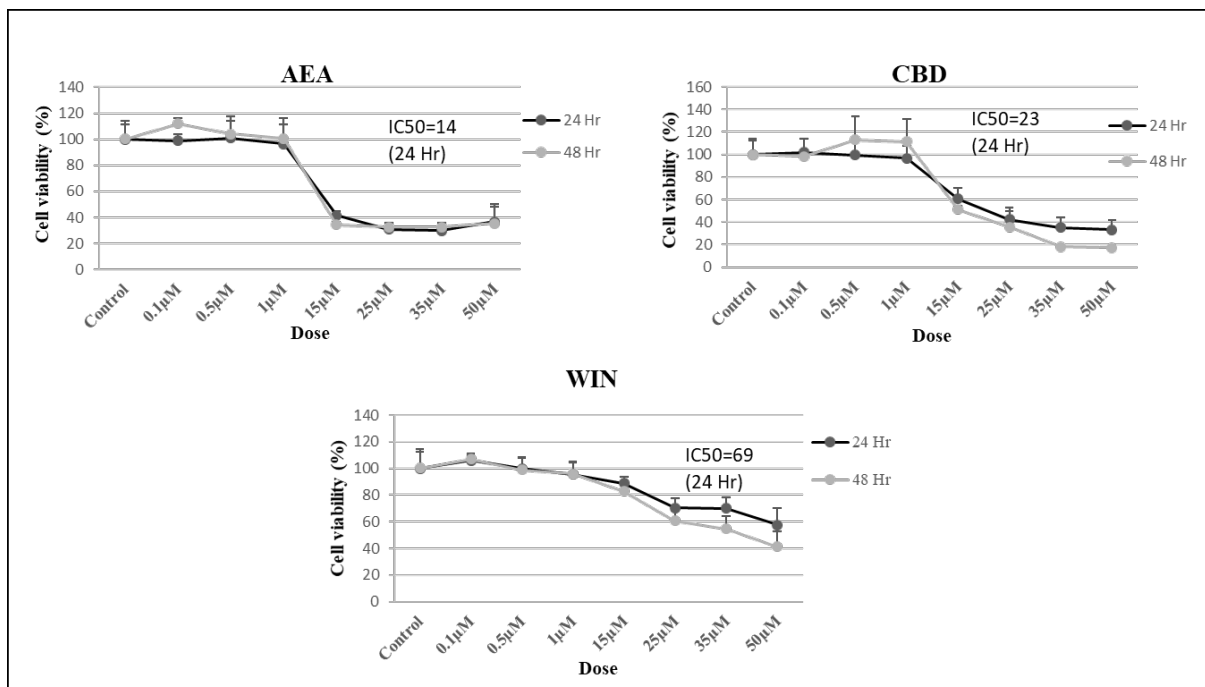 AEA
Cell viability (%)
140
120
100
80
60
40
20
0
IC50=14
(24 Hr)
24 Hr
48 Hr
Control
0.1µM
0.5µM
1µM
15µM
25µM
35µM
50µM
Dose
CBD
Cell viability (%)
160
140
120
100
80
60
40
20
0
IC50=23
(24 Hr)
24 Hr
48 Hr
Control
0.1µM
0.5µM
1µM
15µM
25µM
35µM
50µM
Dose
WIN
Cell viability (%)
140
120
100
80
60
40
20
0
IC50=69
(24 Hr)
24 Hr
48 Hr
Control
0.1µM
0.5µM
1µM
15µM
25µM
35µM
50µM
Dose